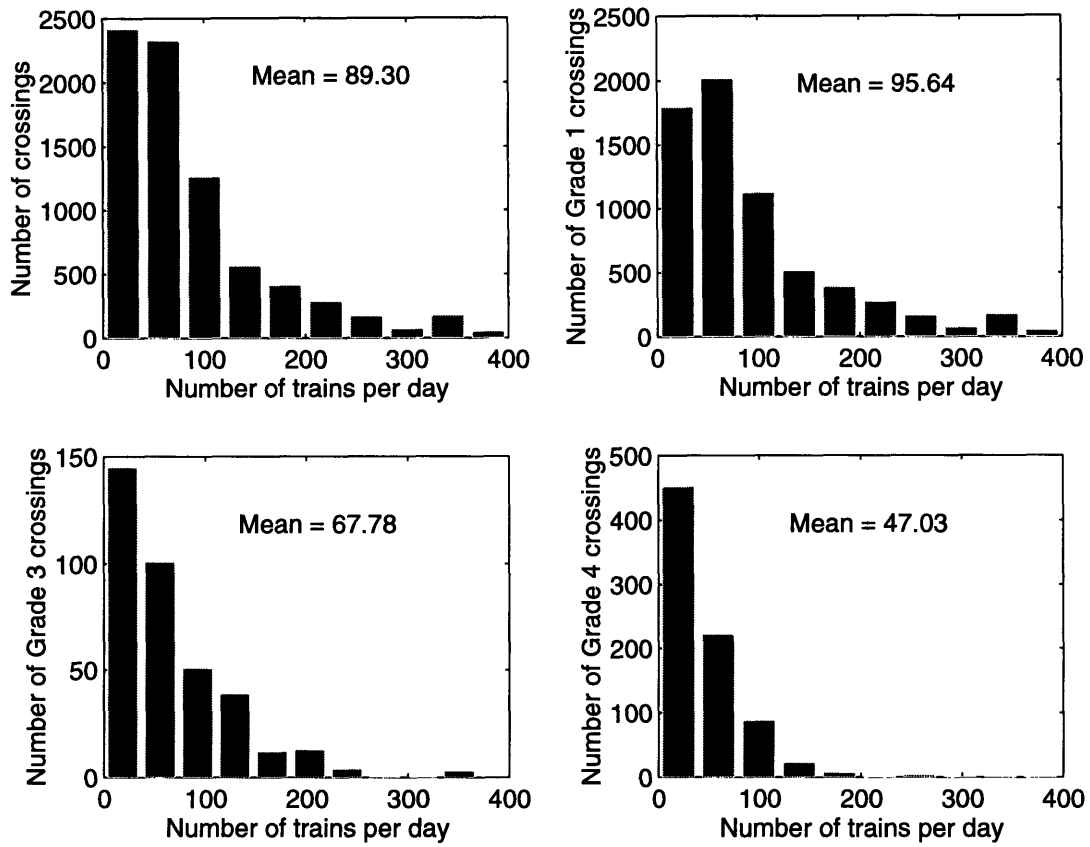 Number of crossings
2500
2000
1500
1000
500
0
Mean = 89.30
0 100 200 300 400
Number of trains per day
Number of Grade 1 crossings
2500
2000
1500
1000
500
0
Mean = 95.64
0 100 200 300 400
Number of trains per day
Number of Grade 3 crossings
150
100
50
0
Mean = 67.78
0 100 200 300 400
Number of trains per day
Number of Grade 4 crossings
500
400
300
200
100
0
Mean = 47.03
0 100 200 300 400
Number of trains per day